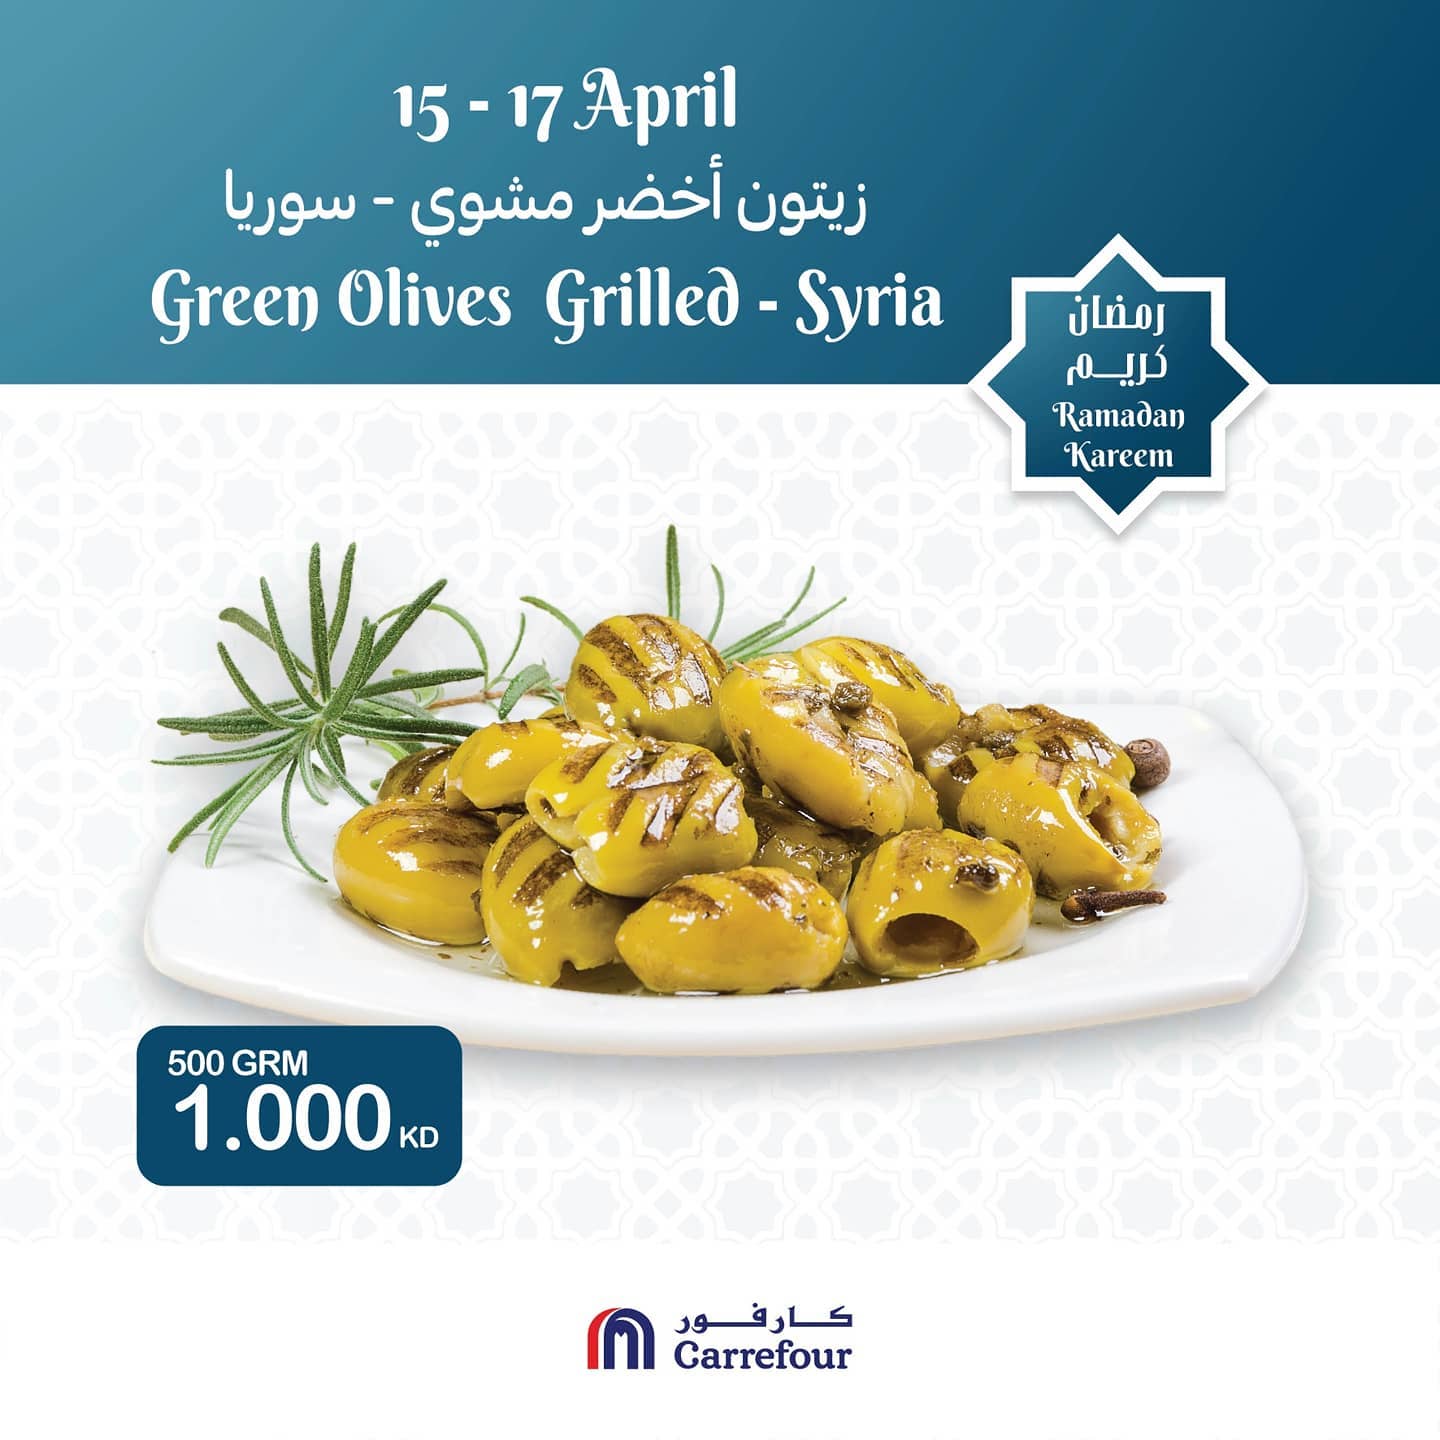 15 - 17 April
زيتون أخضر مشوي - سوريا
Green Olives Grilled - Syria
رمضان
كريم
Ramadan
Kareem
500 GRM
1.000 KD
كارفور
Carrefour